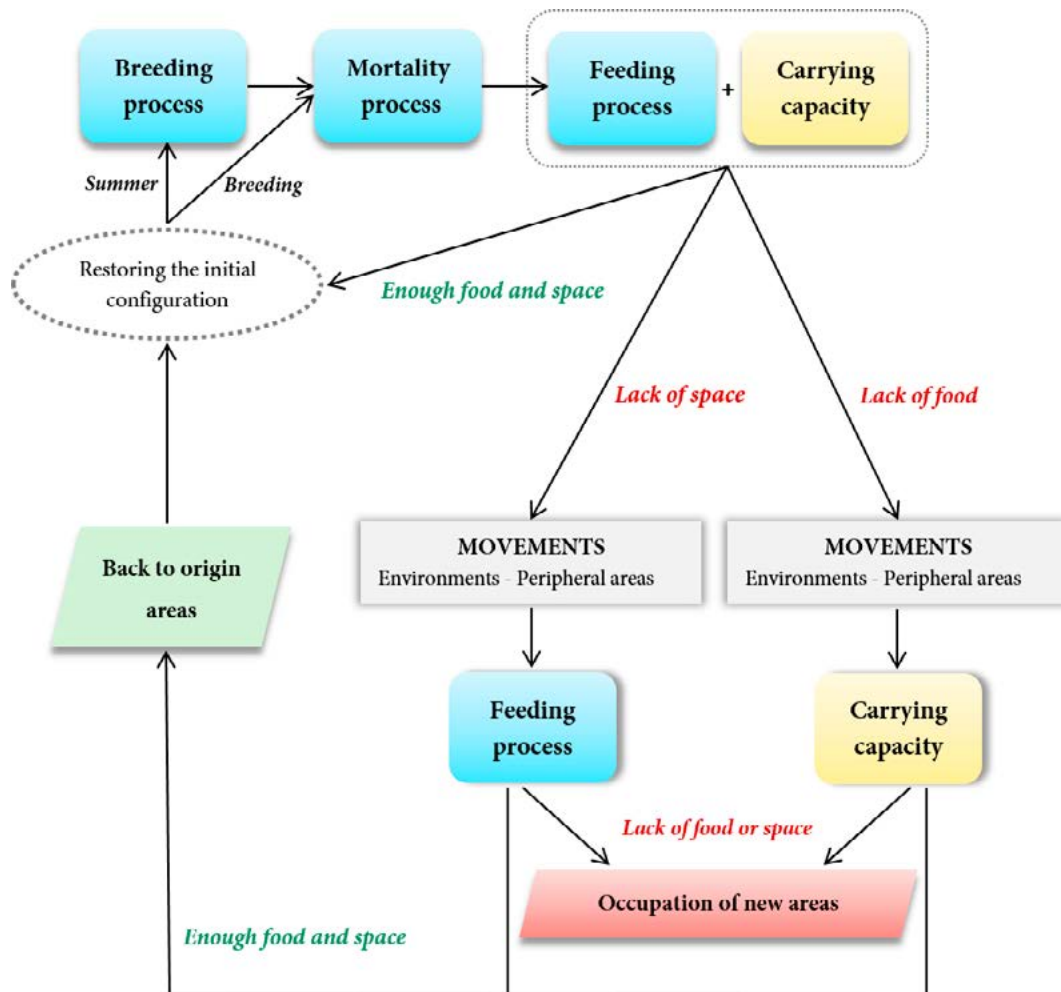 Breeding
process
Mortality
process
Feeding
process
+
Carrying
capacity
Summer
Breeding
Restoring the initial
configuration
Enough food and space
Lack of space
Lack of food
Back to origin
areas
MOVEMENTS
Environments - Peripheral areas
MOVEMENTS
Environments - Peripheral areas
Feeding
process
Carrying
capacity
Lack of food or space
Occupation of new areas
Enough food and space